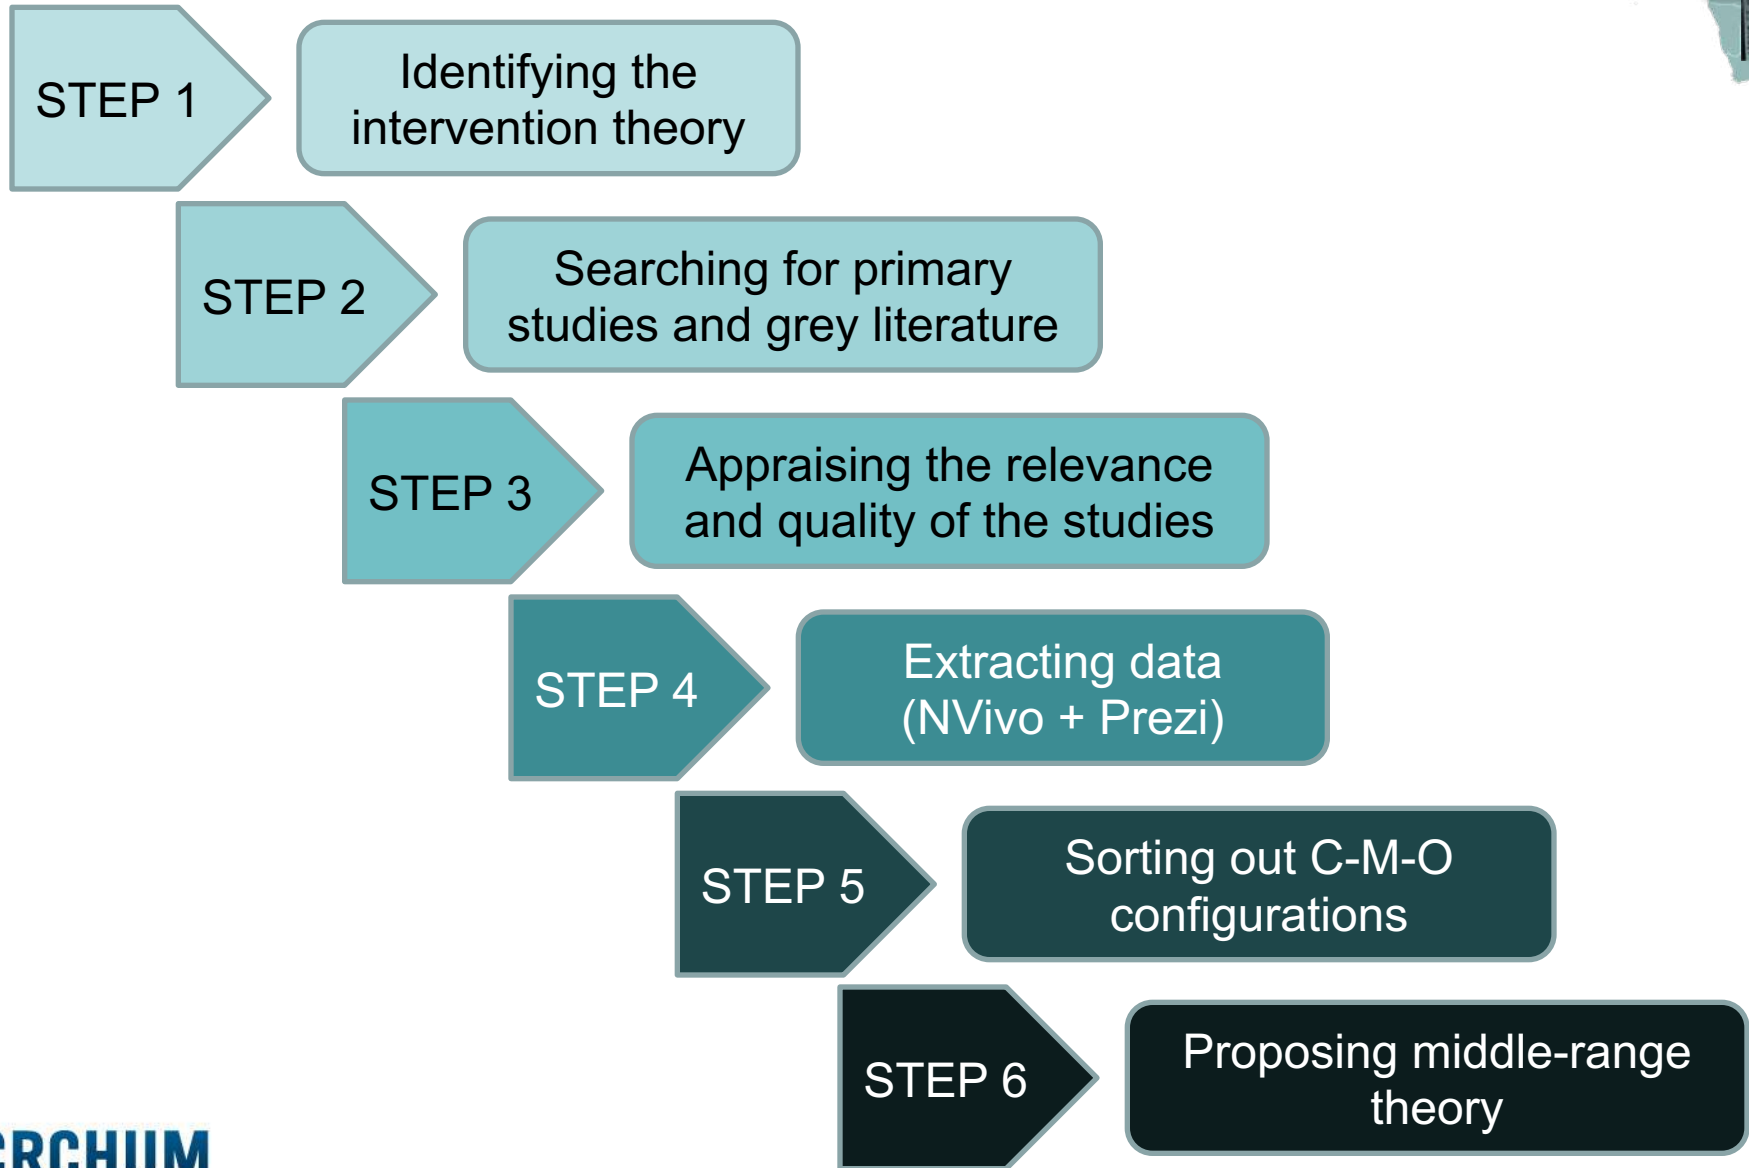 STEP 1
Identifying the
intervention theory
STEP 2
Searching for primary
studies and grey literature
STEP 3
Appraising the relevance
and quality of the studies
STEP 4
Extracting data
(NVivo + Prezi)
STEP 5
Sorting out C-M-O
configurations
STEP 6
Proposing middle-range
theory
CRCHUM